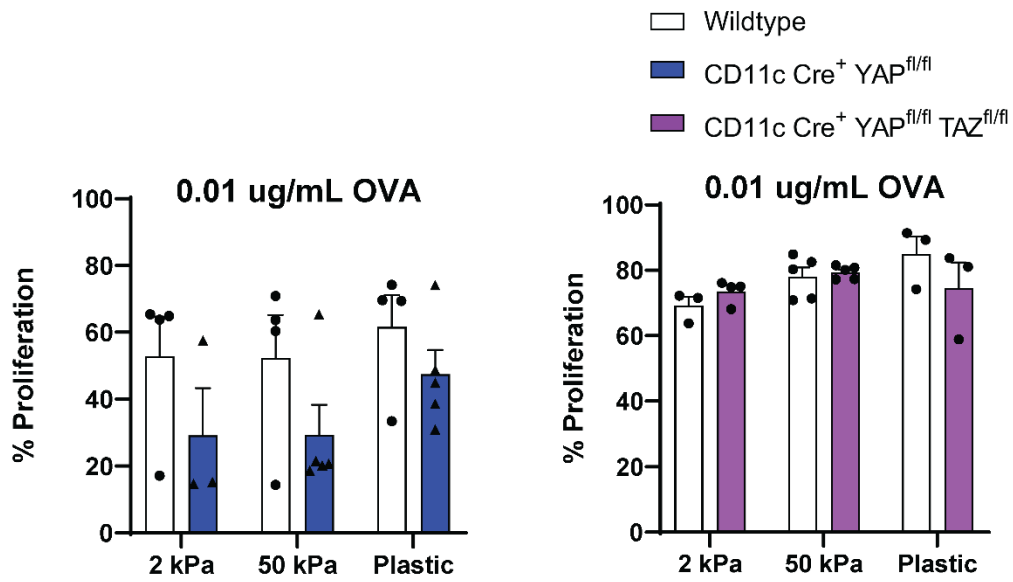 Wildtype
CD11c Cre⁺ YAPᶠˡ/ᶠˡ
CD11c Cre⁺ YAPᶠˡ/ᶠˡ TAZᶠˡ/ᶠˡ
0.01 ug/mL OVA
% Proliferation
100
80
60
40
20
0
2 kPa 50 kPa Plastic
0.01 ug/mL OVA
% Proliferation
100
80
60
40
20
0
2 kPa 50 kPa Plastic